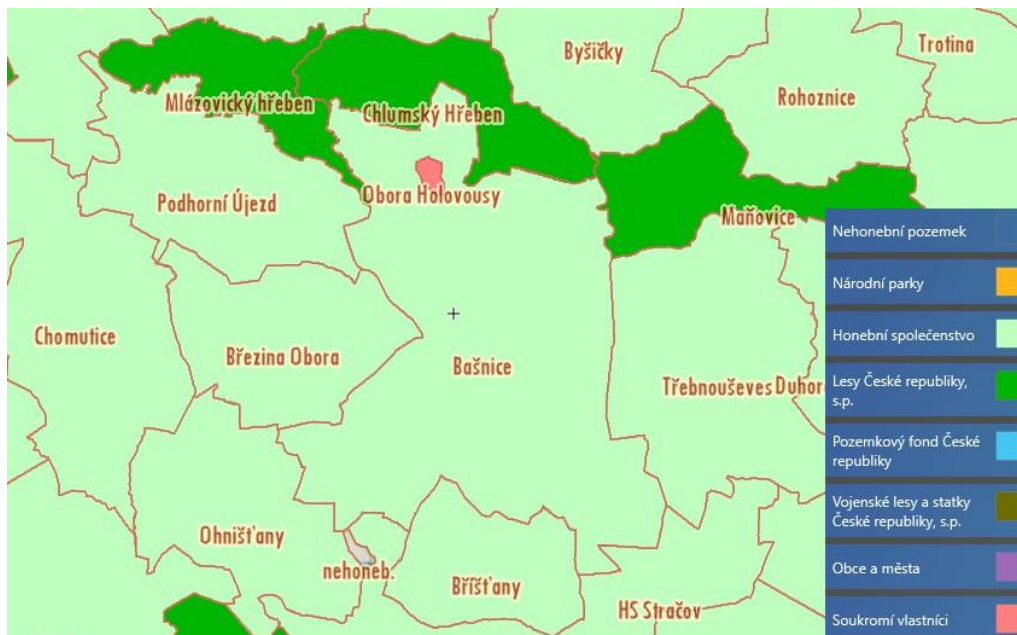 Byšičky
Trotina
Mlázovický hřeben
Chlumský Hřeben
Rohoznice
Podhorní Újezd
Obora Holovousy
Maňovice
Chomutice
Březina Obora
Bašnice
Třebnouševes
Duhor
Ohnišťany
nehoneb.
Bříšťany
HS Stračov
Nehonební pozemek
Národní parky
Honební společenstvo
Lesy České republiky,
s.p.
Pozemkový fond České
republiky
Vojenské lesy a statky
České republiky, s.p.
Obce a města
Soukromí vlastníci